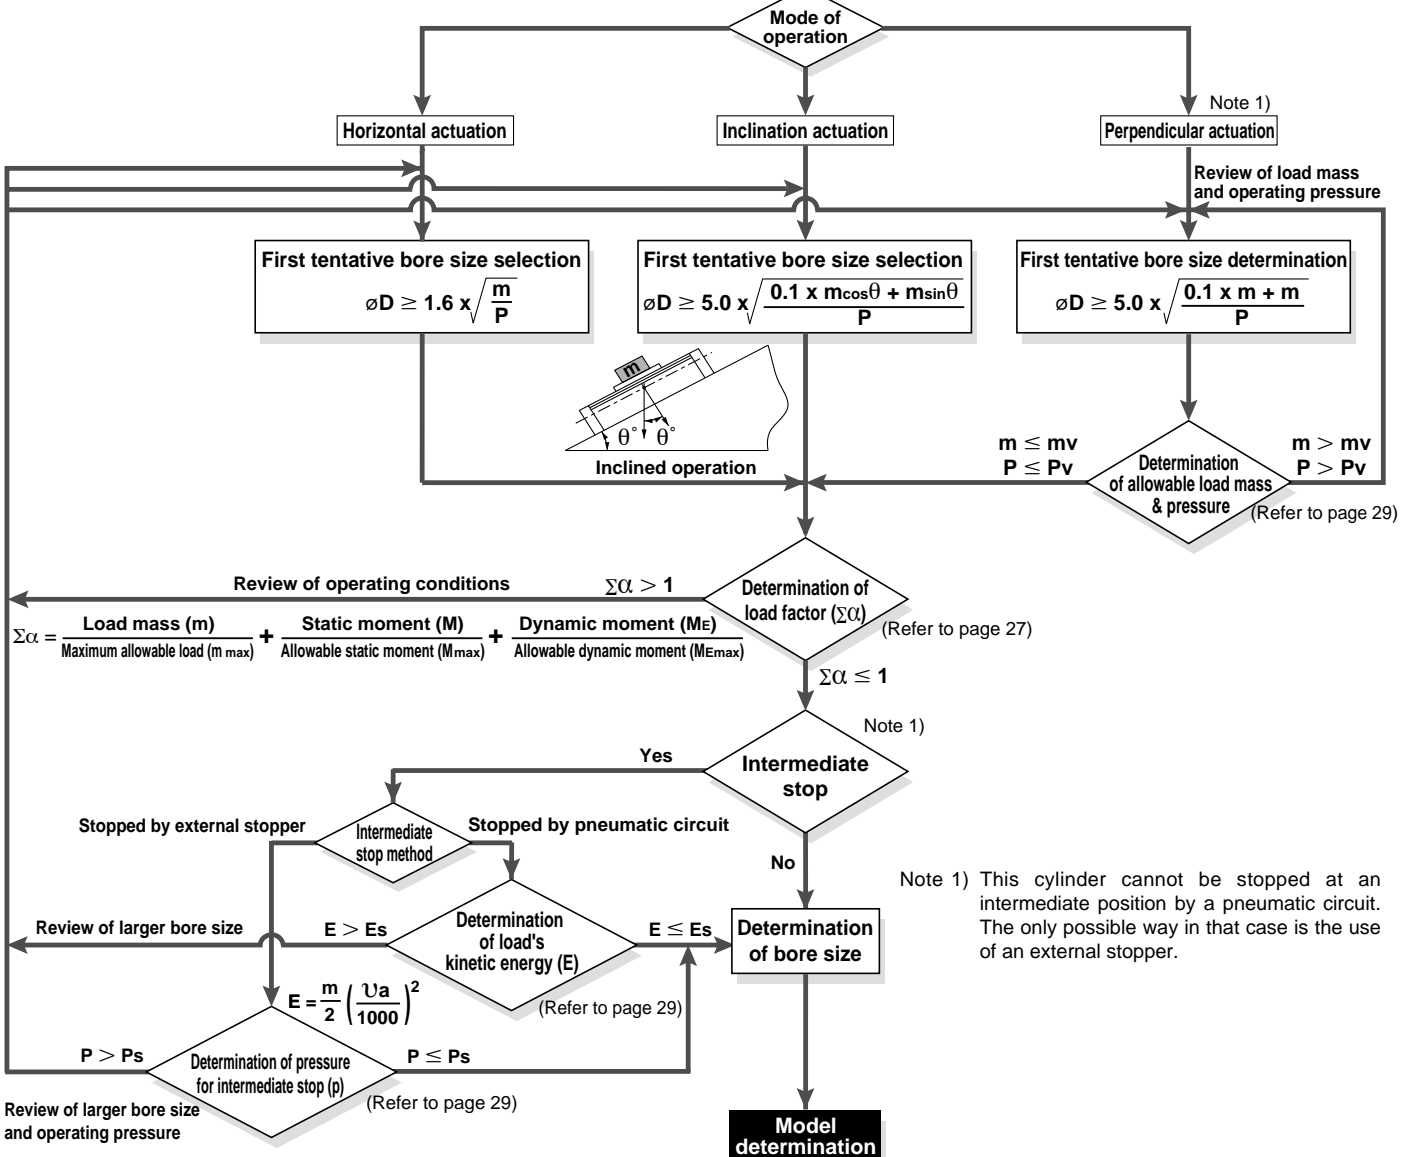 Mode of
operation
Note 1)
Horizontal actuation
Inclination actuation
Perpendicular actuation
Review of load mass
and operating pressure
First tentative bore size selection
øD ≥ 1.6 x √(m/P)
First tentative bore size selection
øD ≥ 5.0 x √((0.1 x mcosθ + msinθ)/P)
First tentative bore size determination
øD ≥ 5.0 x √((0.1 x m + m)/P)
m
θ° θ°
Inclined operation
m ≤ mv
P ≤ Pv
Determination
of allowable load mass
& pressure
m > mv
P > Pv
(Refer to page 29)
Review of operating conditions
Σα > 1
Determination of
load factor (Σα)
(Refer to page 27)
Σα = Load mass (m)/Maximum allowable load (m max) + Static moment (M)/Allowable static moment (Mmax) + Dynamic moment (ME)/Allowable dynamic moment (MEmax)
Σα ≤ 1
Note 1)
Yes
Intermediate
stop
Stopped by external stopper
Intermediate
stop method
Stopped by pneumatic circuit
No
Note 1) This cylinder cannot be stopped at an
intermediate position by a pneumatic circuit.
The only possible way in that case is the use
of an external stopper.
Review of larger bore size
E > Es
Determination
of load's
kinetic energy (E)
E ≤ Es
Determination
of bore size
E = m/2 (υa/1000)²
(Refer to page 29)
P > Ps
Determination of pressure
for intermediate stop (p)
P ≤ Ps
(Refer to page 29)
Review of larger bore size
and operating pressure
Model
determination